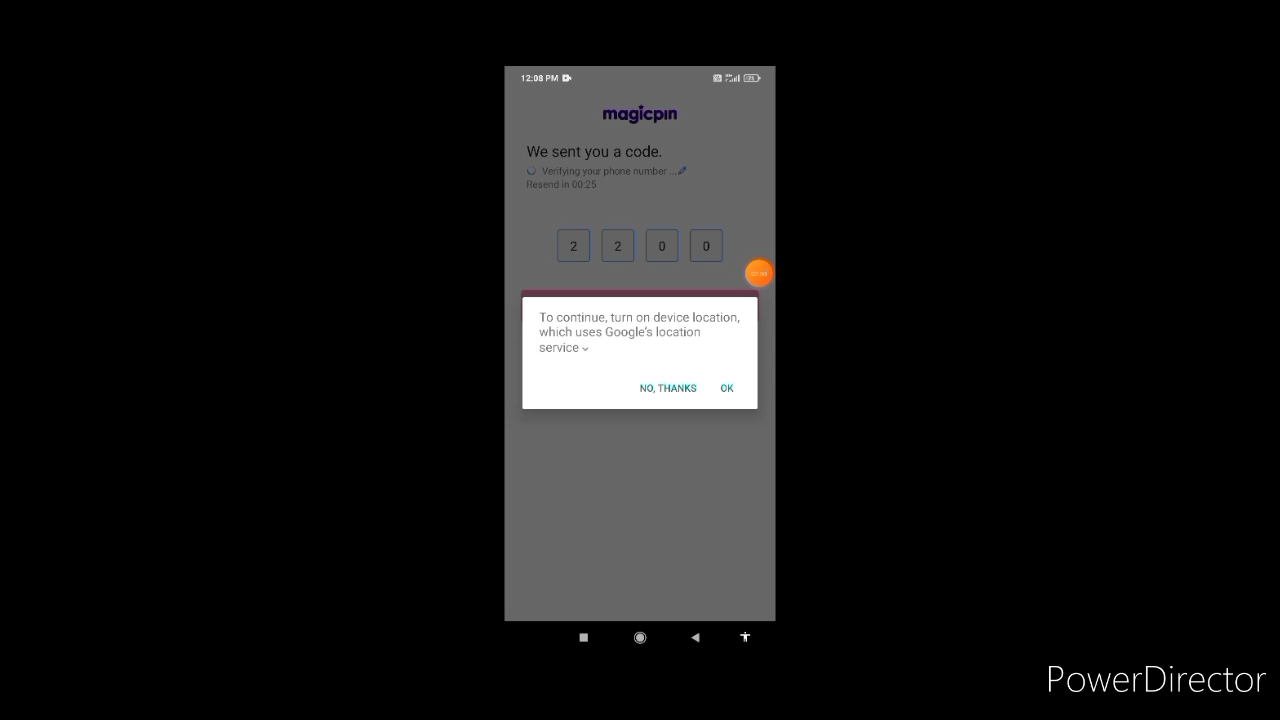 12:08 PM
magicpin
We sent you a code.
Verifying your phone number ...
Resend in 00:25
2 2 0 0
To continue, turn on device location,
which uses Google's location
service
NO, THANKS OK
PowerDirector